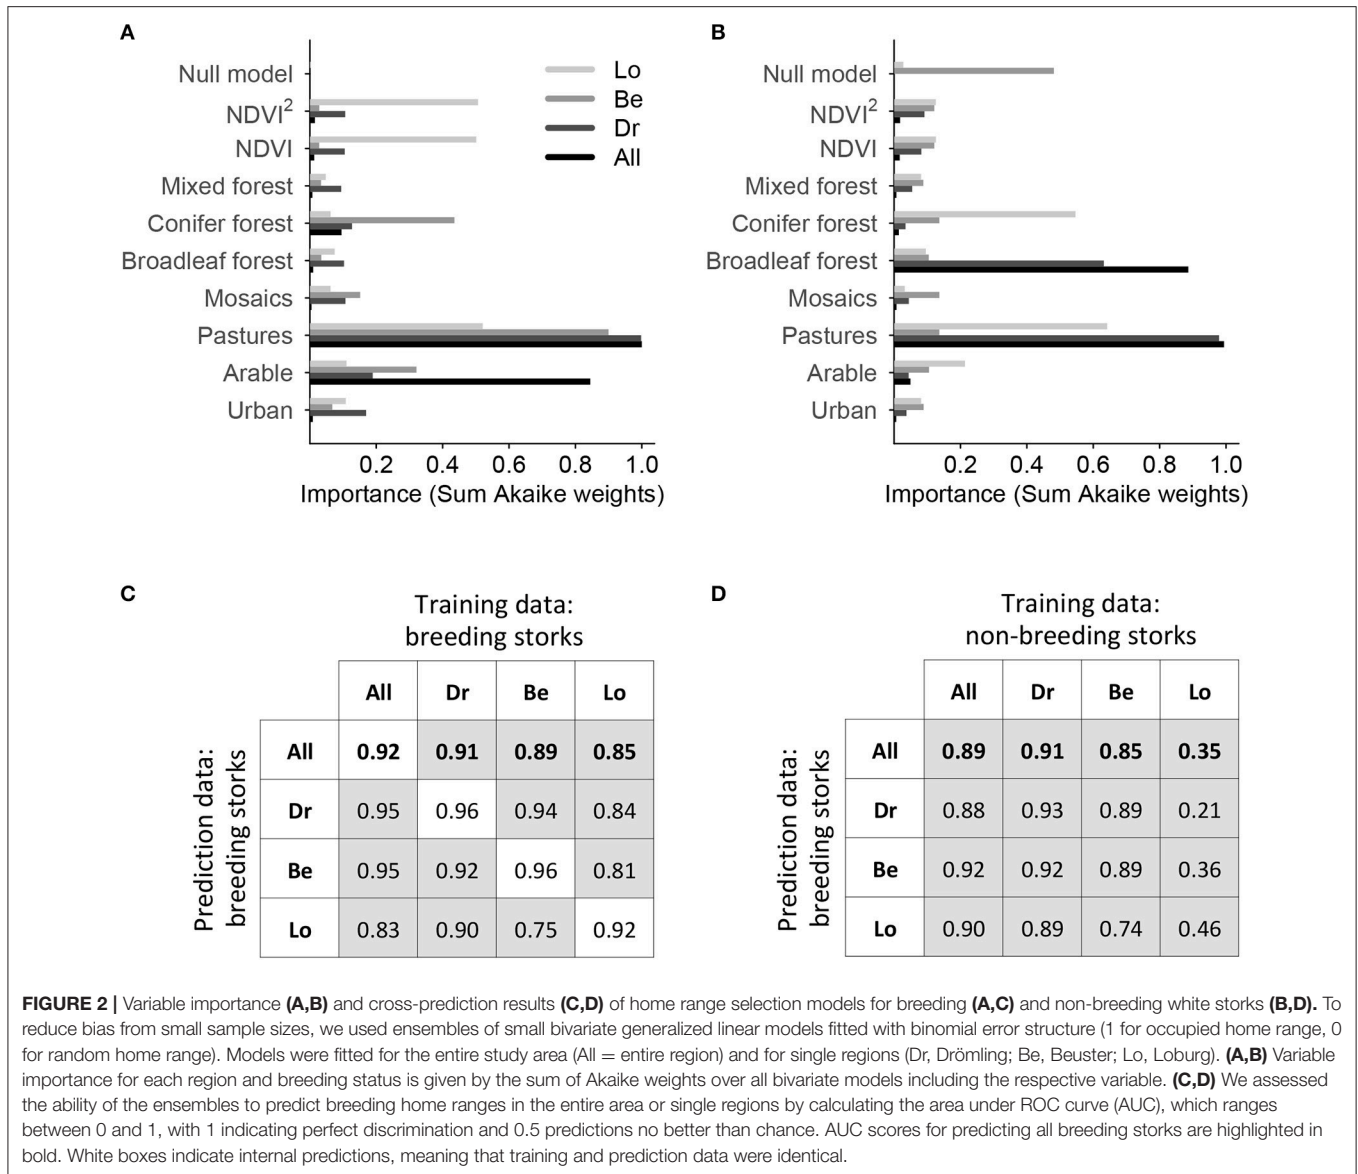 A
Null model
NDVI²
NDVI
Mixed forest
Conifer forest
Broadleaf forest
Mosaics
Pastures
Arable
Urban
Lo
Be
Dr
All
0.2 0.4 0.6 0.8 1.0
Importance (Sum Akaike weights)
B
Null model
NDVI²
NDVI
Mixed forest
Conifer forest
Broadleaf forest
Mosaics
Pastures
Arable
Urban
0.2 0.4 0.6 0.8 1.0
Importance (Sum Akaike weights)
C
Training data:
breeding storks
Prediction data:
breeding storks
All Dr Be Lo
All 0.92 0.91 0.89 0.85
Dr 0.95 0.96 0.94 0.84
Be 0.95 0.92 0.96 0.81
Lo 0.83 0.90 0.75 0.92
D
Training data:
non-breeding storks
Prediction data:
breeding storks
All Dr Be Lo
All 0.89 0.91 0.85 0.35
Dr 0.88 0.93 0.89 0.21
Be 0.92 0.92 0.89 0.36
Lo 0.90 0.89 0.74 0.46
FIGURE 2 | Variable importance (A,B) and cross-prediction results (C,D) of home range selection models for breeding (A,C) and non-breeding white storks (B,D). To
reduce bias from small sample sizes, we used ensembles of small bivariate generalized linear models fitted with binomial error structure (1 for occupied home range, 0
for random home range). Models were fitted for the entire study area (All = entire region) and for single regions (Dr, Drömling; Be, Beuster; Lo, Loburg). (A,B) Variable
importance for each region and breeding status is given by the sum of Akaike weights over all bivariate models including the respective variable. (C,D) We assessed
the ability of the ensembles to predict breeding home ranges in the entire area or single regions by calculating the area under ROC curve (AUC), which ranges
between 0 and 1, with 1 indicating perfect discrimination and 0.5 predictions no better than chance. AUC scores for predicting all breeding storks are highlighted in
bold. White boxes indicate internal predictions, meaning that training and prediction data were identical.